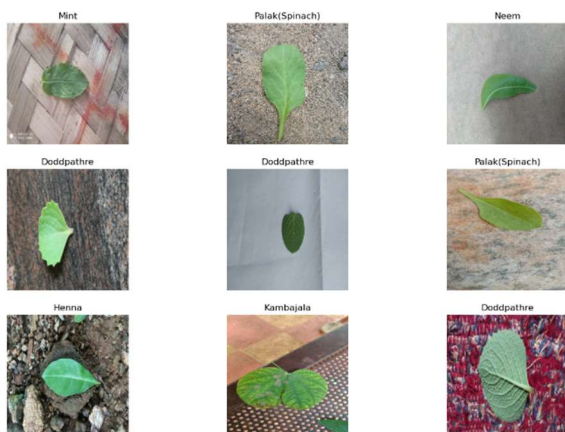 Mint
Palak(Spinach)
Neem
Doddpathre
Doddpathre
Palak(Spinach)
Henna
Kambajala
Doddpathre